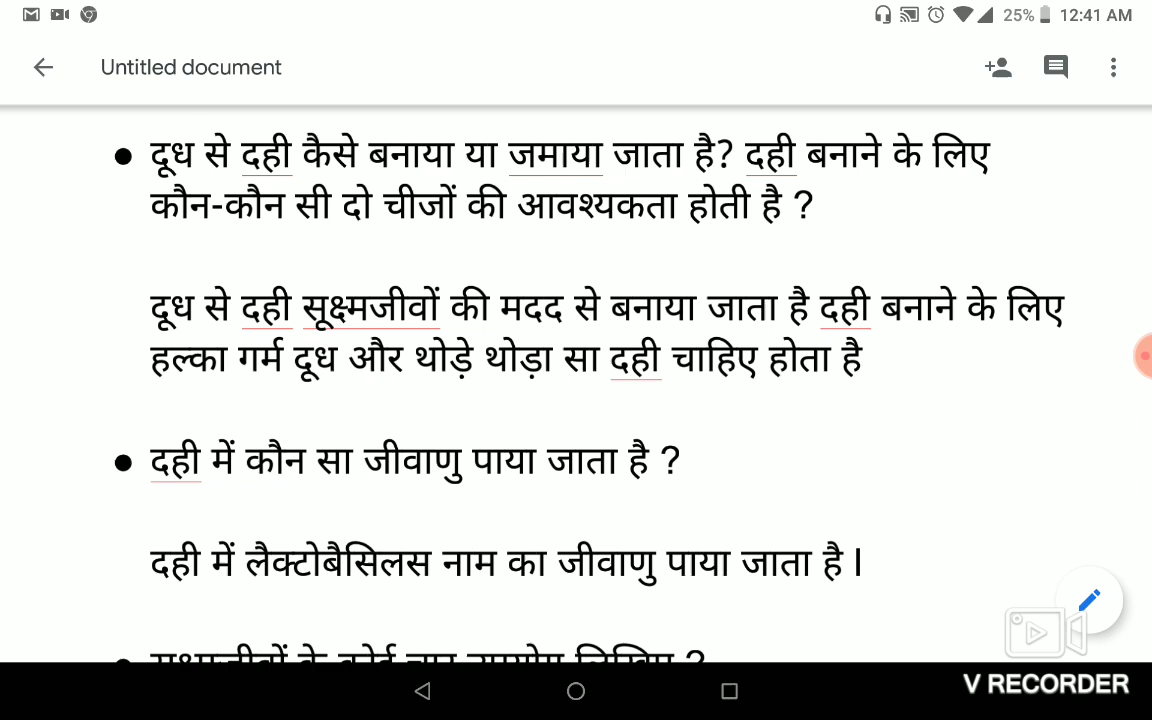 25% 12:41 AM
Untitled document
• दूध से दही कैसे बनाया या जमाया जाता है? दही बनाने के लिए
कौन-कौन सी दो चीजों की आवश्यकता होती है ?
दूध से दही सूक्ष्मजीवों की मदद से बनाया जाता है दही बनाने के लिए
हल्का गर्म दूध और थोड़े थोड़ा सा दही चाहिए होता है
• दही में कौन सा जीवाणु पाया जाता है ?
दही में लैक्टोबैसिलस नाम का जीवाणु पाया जाता है l
• के कोई चार उपयोग लिखिए ?
V RECORDER